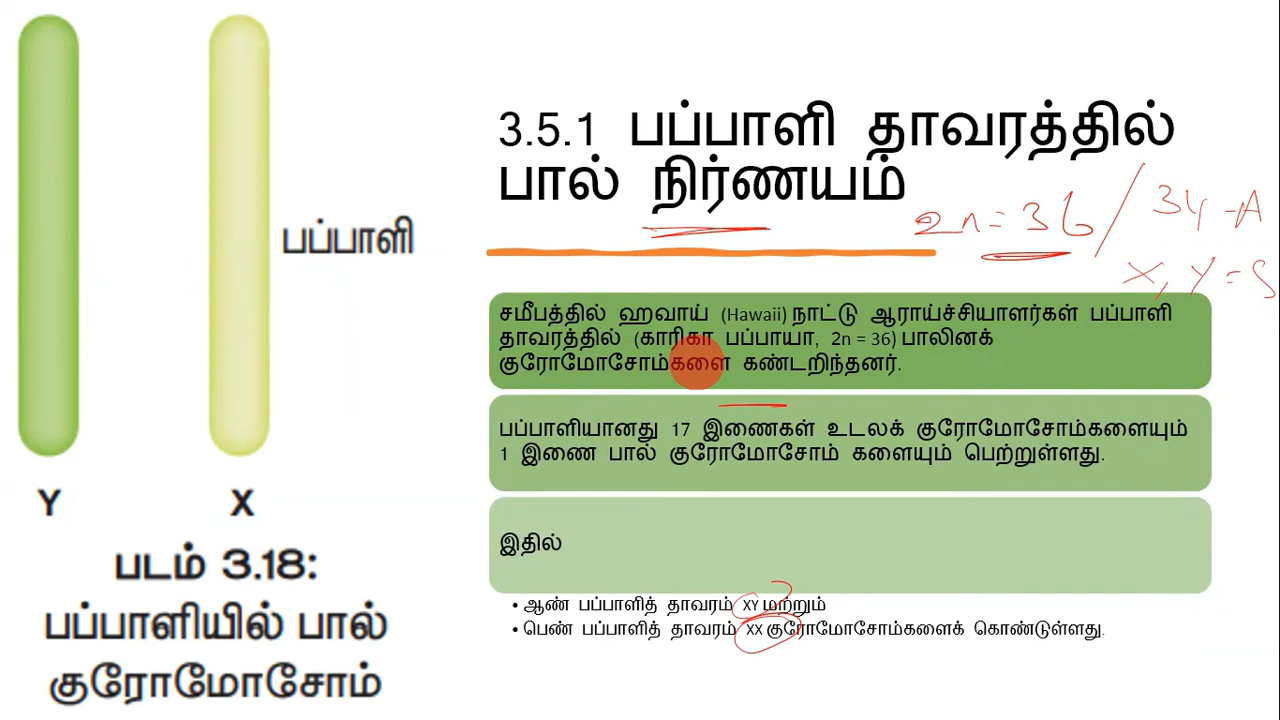 பப்பாளி
Y X
படம் 3.18:
பப்பாளியில் பால்
குரோமோசோம்
3.5.1 பப்பாளி தாவரத்தில்
பால் நிர்ணயம்
2n = 36 / 34 - A
X, Y = S
சமீபத்தில் ஹவாய் (Hawaii) நாட்டு ஆராய்ச்சியாளர்கள் பப்பாளி
தாவரத்தில் (காரிகா பப்பாயா, 2n = 36) பாலினக்
குரோமோசோம்களை கண்டறிந்தனர்.
பப்பாளியானது 17 இணைகள் உடலக் குரோமோசோம்களையும்
1 இணை பால் குரோமோசோம் களையும் பெற்றுள்ளது.
இதில்
• ஆண் பப்பாளித் தாவரம் XY மற்றும்
• பெண் பப்பாளித் தாவரம் XX குரோமோசோம்களைக் கொண்டுள்ளது.